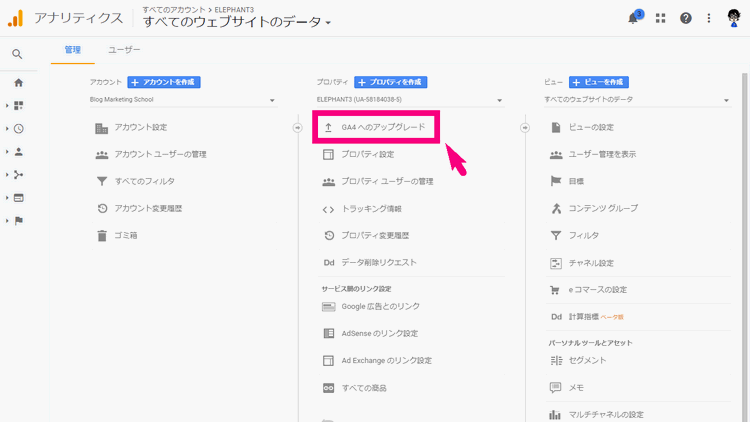 アナリティクス
すべてのアカウント > ELEPHANT3
すべてのウェブサイトのデータ
3
管理
ユーザー
アカウント
+ アカウントを作成
Blog Marketing School
アカウント設定
アカウント ユーザーの管理
すべてのフィルタ
アカウント変更履歴
ゴミ箱
プロパティ
+ プロパティを作成
ELEPHANT3 (UA-58184038-5)
GA4 へのアップグレード
プロパティ設定
プロパティ ユーザーの管理
トラッキング情報
プロパティ変更履歴
Dd データ削除リクエスト
サービス間のリンク設定
Google 広告とのリンク
AdSense のリンク設定
Ad Exchange のリンク設定
すべての商品
ビュー
+ ビューを作成
すべてのウェブサイトのデータ
ビューの設定
ユーザー管理を表示
目標
コンテンツ グループ
フィルタ
チャネル設定
e コマースの設定
Dd 計算指標 ベータ版
パーソナル ツールとアセット
セグメント
メモ
マルチチャネルの設定